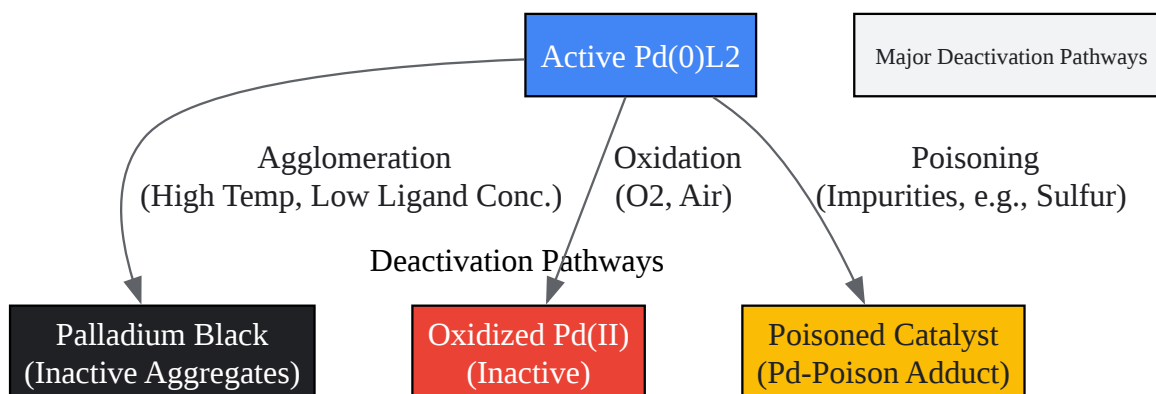 Active Pd(0)L2
Major Deactivation Pathways
Agglomeration
(High Temp, Low Ligand Conc.)
Oxidation
(O2, Air)
Poisoning
(Impurities, e.g., Sulfur)
Deactivation Pathways
Palladium Black
(Inactive Aggregates)
Oxidized Pd(II)
(Inactive)
Poisoned Catalyst
(Pd-Poison Adduct)